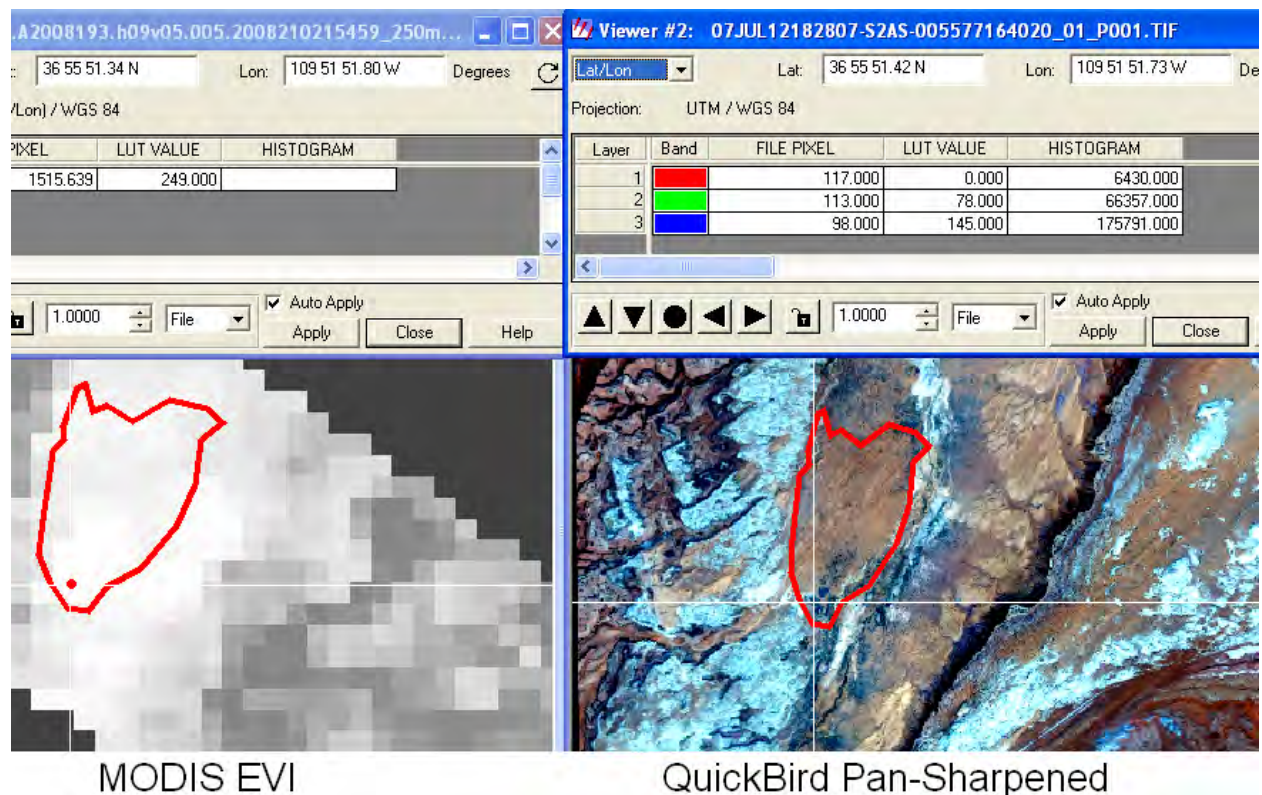 .A2008193.h09v05.005.2008210215459_250m...
36 55 51.34 N Lon: 109 51 51.80 W Degrees
/Lon) / WGS 84
PIXEL LUT VALUE HISTOGRAM
1515.639 249.000
1.0000 File Auto Apply
Apply Close Help
Viewer #2: 07JUL12182807-S2AS-005577164020_01_P001.TIF
Lat/Lon Lat: 36 55 51.42 N Lon: 109 51 51.73 W De
Projection: UTM / WGS 84
Layer Band FILE PIXEL LUT VALUE HISTOGRAM
1 117.000 0.000 6430.000
2 113.000 78.000 66357.000
3 98.000 145.000 175791.000
1.0000 File Auto Apply
Apply Close
MODIS EVI
QuickBird Pan-Sharpened